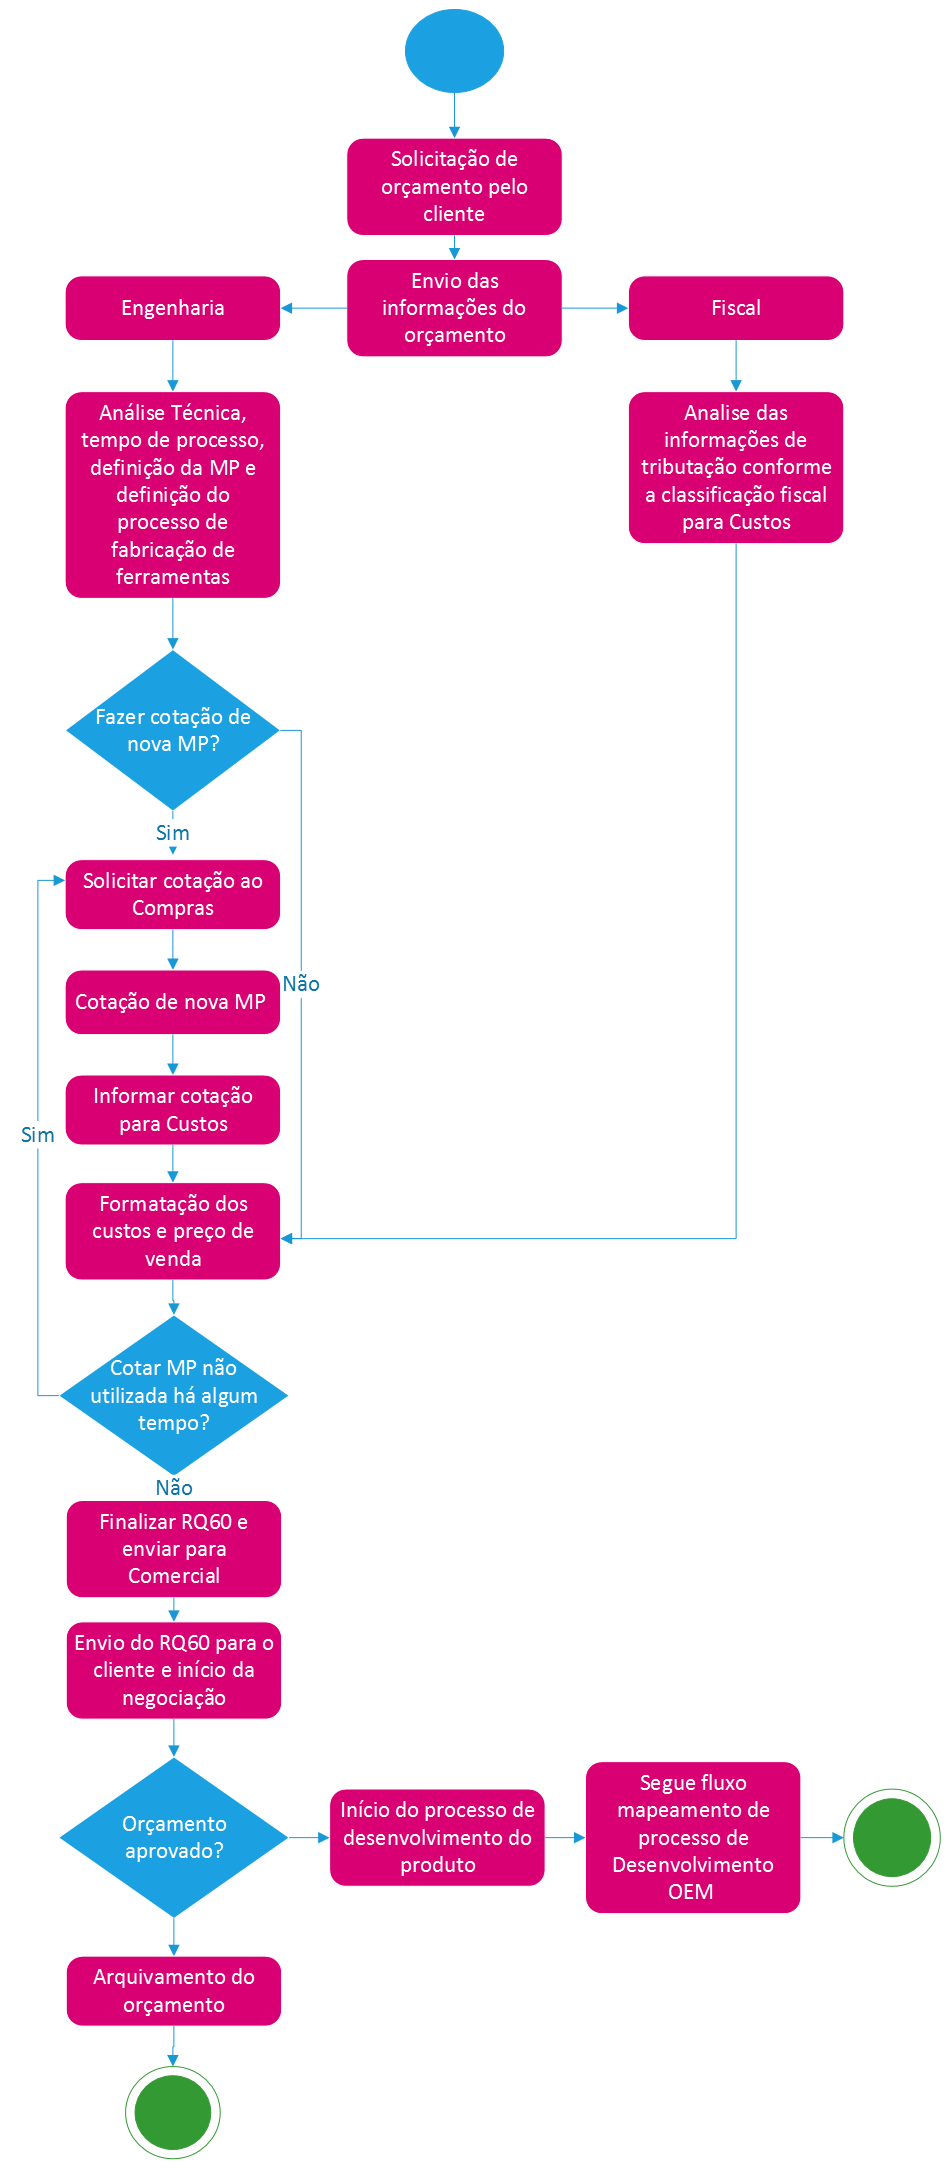 Solicitação de
orçamento pelo
cliente
Envio das
informações do
orçamento
Engenharia
Fiscal
Análise Técnica,
tempo de processo,
definição da MP e
definição do
processo de
fabricação de
ferramentas
Analise das
informações de
tributação conforme
a classificação fiscal
para Custos
Fazer cotação de
nova MP?
Sim
Solicitar cotação ao
Compras
Não
Cotação de nova MP
Informar cotação
para Custos
Sim
Formatação dos
custos e preço de
venda
Cotar MP não
utilizada há algum
tempo?
Não
Finalizar RQ60 e
enviar para
Comercial
Envio do RQ60 para o
cliente e início da
negociação
Orçamento
aprovado?
Início do processo de
desenvolvimento do
produto
Segue fluxo
mapeamento de
processo de
Desenvolvimento
OEM
Arquivamento do
orçamento